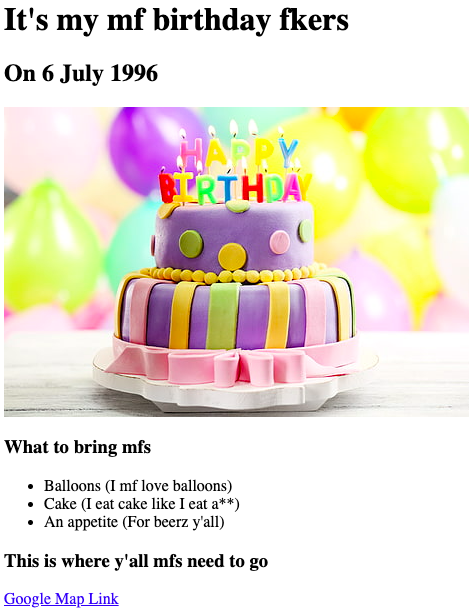 It's my mf birthday fkers
On 6 July 1996
HAPPY
BIRTHDAY
What to bring mfs
Balloons (I mf love balloons)
Cake (I eat cake like I eat a**)
An appetite (For beerz y'all)
This is where y'all mfs need to go
Google Map Link